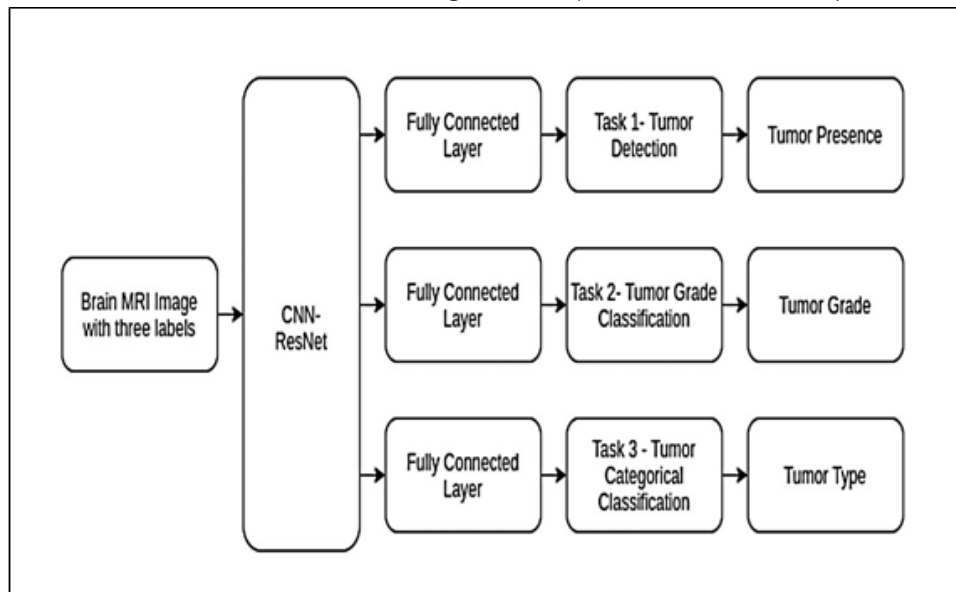 Fully Connected
Layer
Task 1- Tumor
Detection
Tumor Presence
Brain MRI Image
with three labels
CNN-
ResNet
Fully Connected
Layer
Task 2- Tumor Grade
Classification
Tumor Grade
Fully Connected
Layer
Task 3 - Tumor
Categorical
Classification
Tumor Type